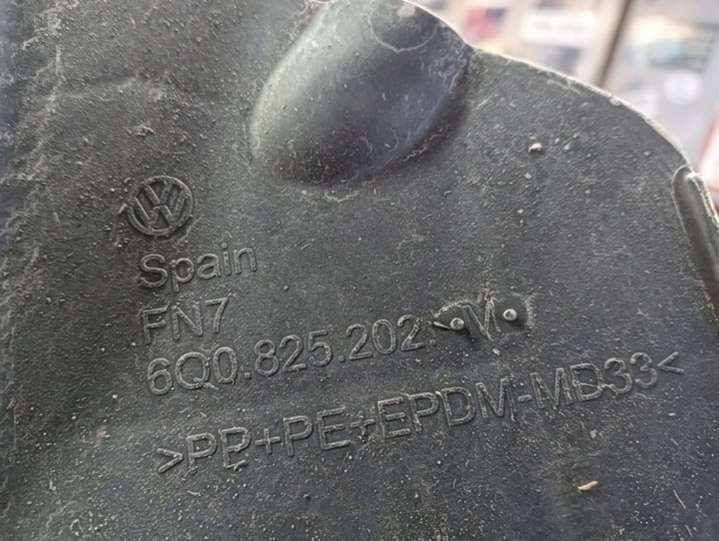 Spain
FN7
6Q0.825.202. M
>PP+PE+EPDM-MD33<